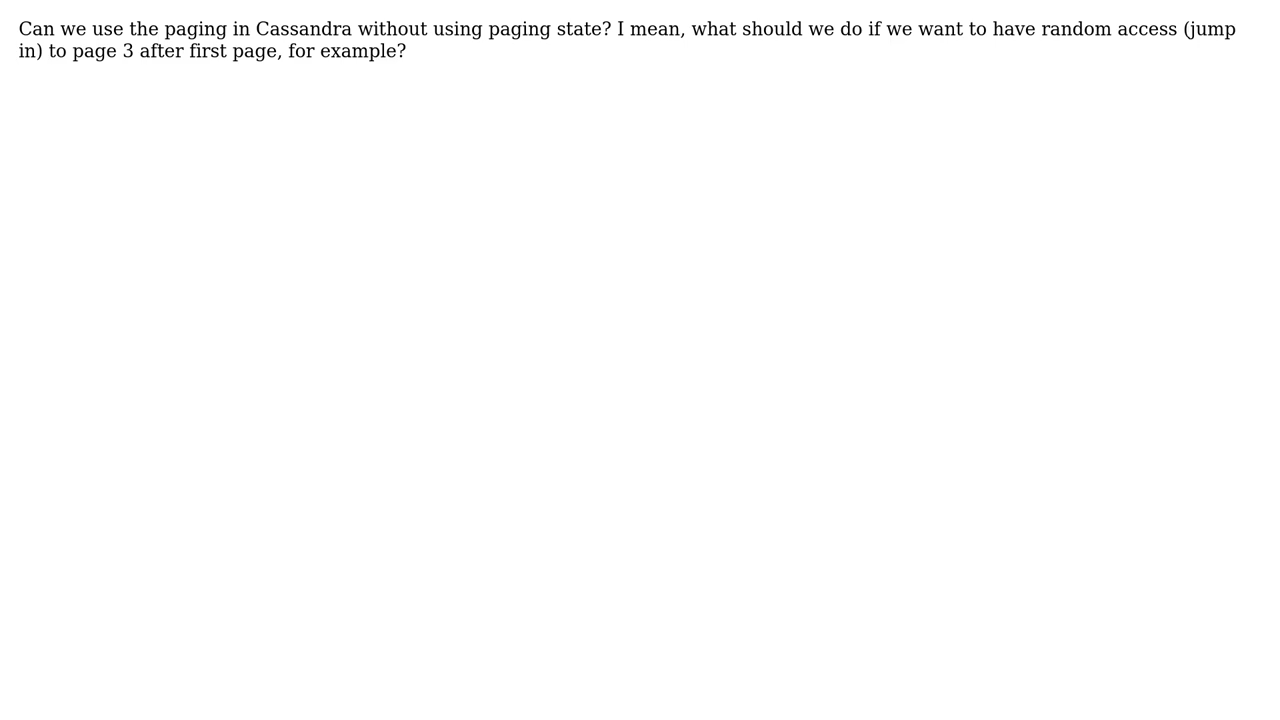 Can we use the paging in Cassandra without using paging state? I mean, what should we do if we want to have random access (jump
in) to page 3 after first page, for example?